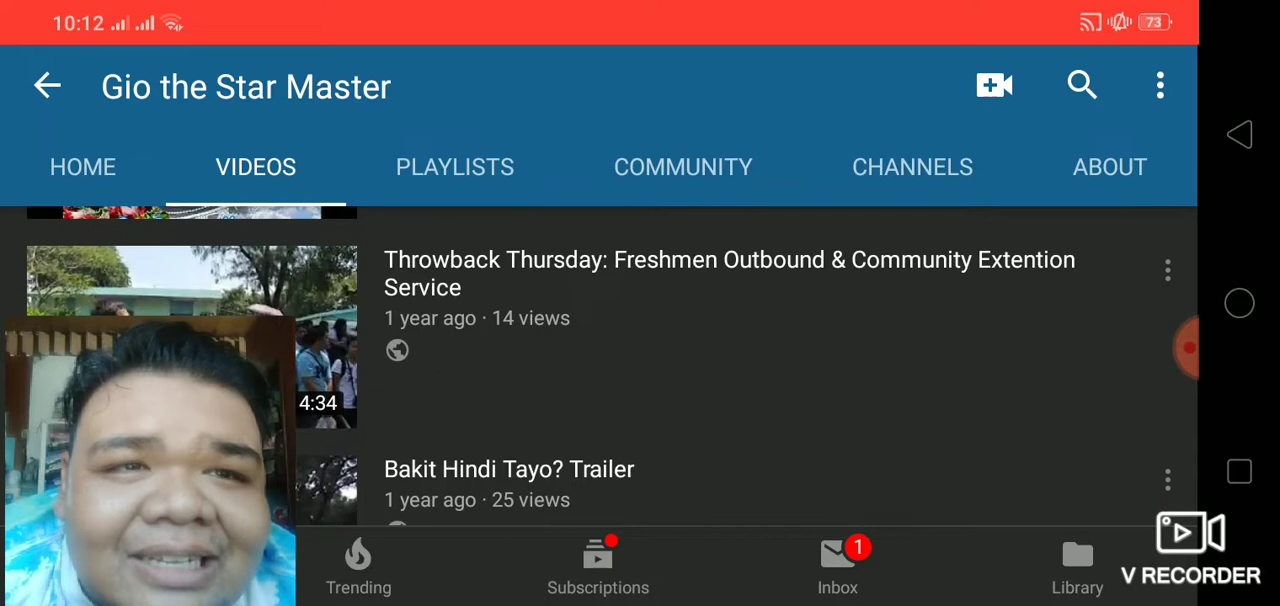 10:12
73
Gio the Star Master
HOME VIDEOS PLAYLISTS COMMUNITY CHANNELS ABOUT
Throwback Thursday: Freshmen Outbound & Community Extention
Service
1 year ago · 14 views
4:34
Bakit Hindi Tayo? Trailer
1 year ago · 25 views
1
Trending Subscriptions Inbox Library
V RECORDER